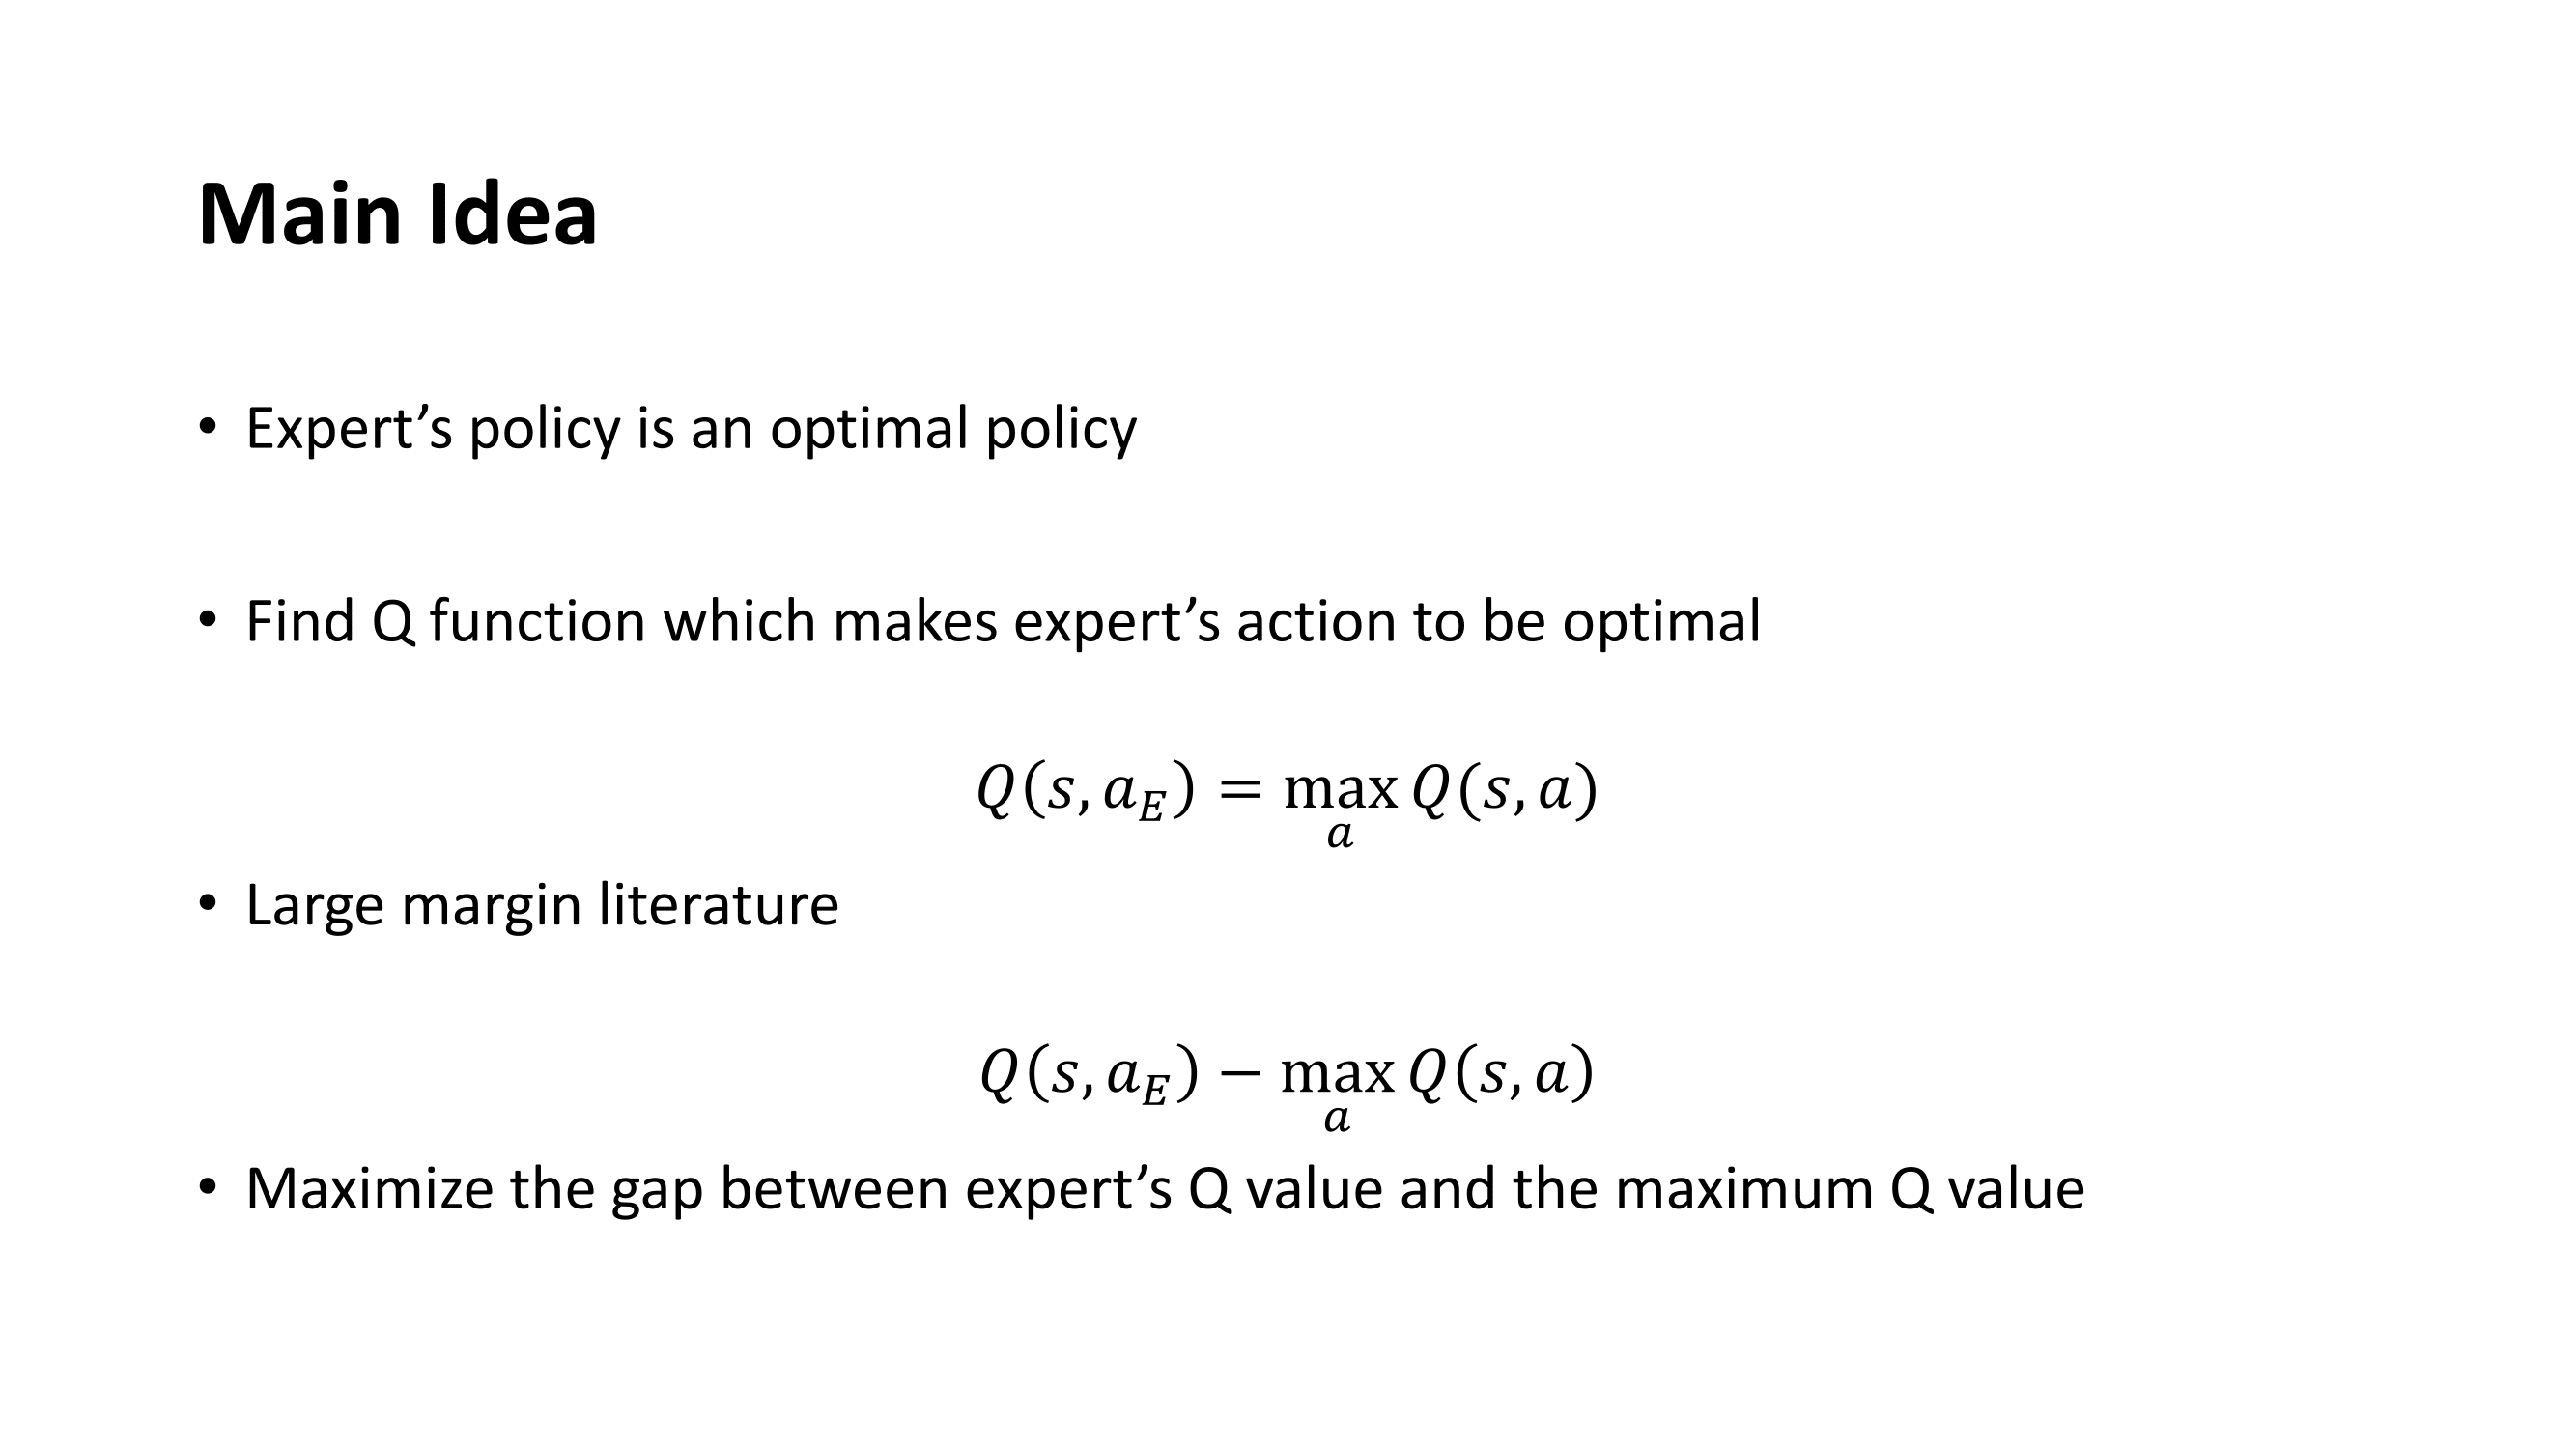 Main Idea
• Expert’s policy is an optimal policy
• Find Q function which makes expert’s action to be optimal
Q(s, a_E) = max_a Q(s, a)
• Large margin literature
Q(s, a_E) − max_a Q(s, a)
• Maximize the gap between expert’s Q value and the maximum Q value